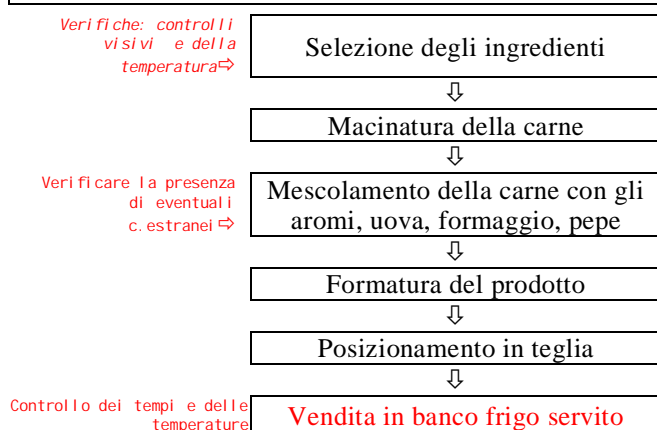 Verifiche: controlli
visivi e della
temperatura⇨
Selezione degli ingredienti
⇩
Macinatura della carne
⇩
Verificare la presenza
di eventuali
c.estranei⇨
Mescolamento della carne con gli
aromi, uova, formaggio, pepe
⇩
Formatura del prodotto
⇩
Posizionamento in teglia
⇩
Controllo dei tempi e delle
temperature
Vendita in banco frigo servito